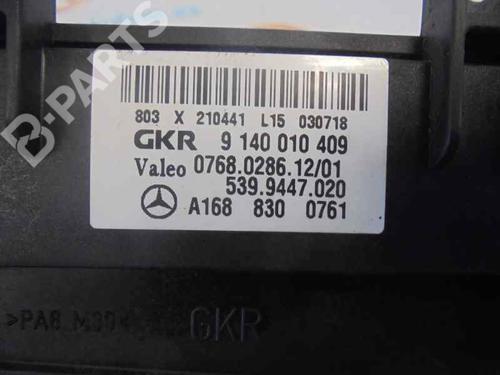 803 X 210441 L15 030718
GKR 9 140 010 409
Valeo 0768.0286.12/01
539.9447.020
A168 830 0761
GKR
B-PARTS
B-PARTS